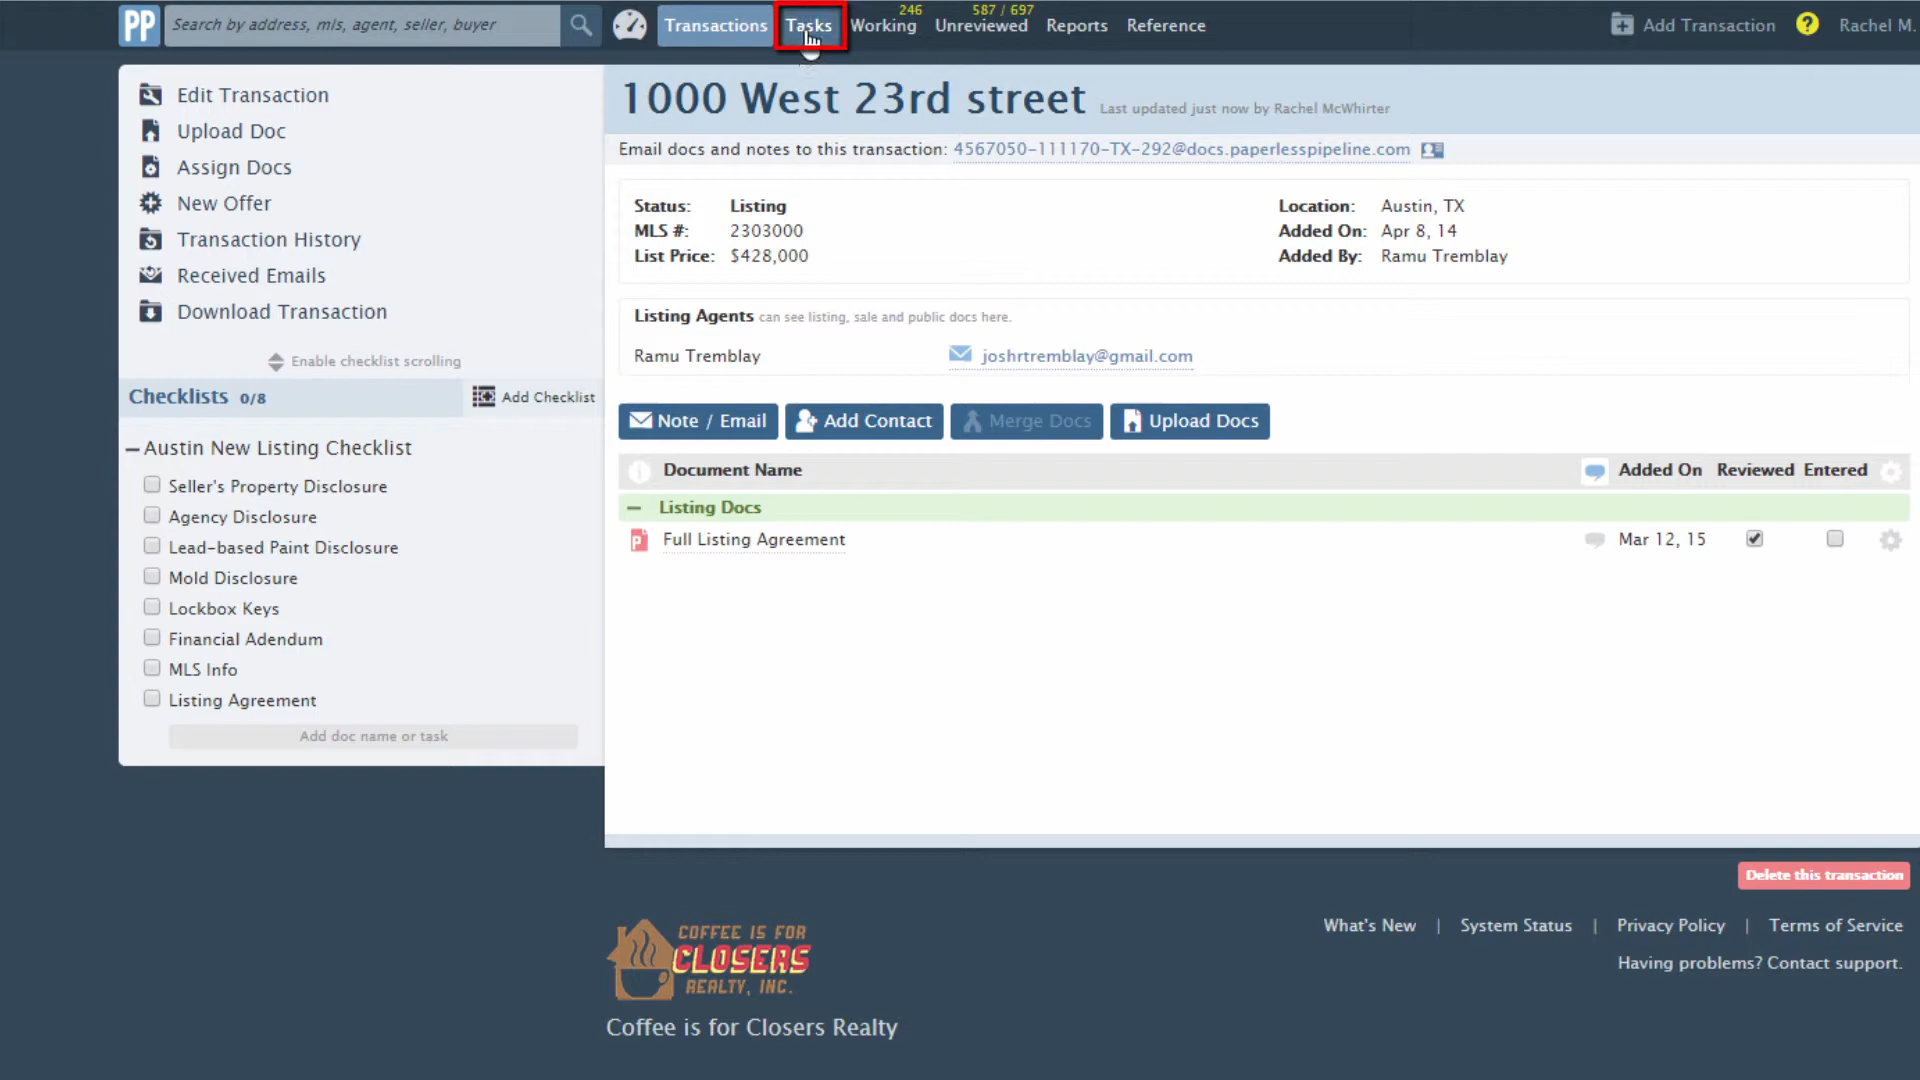 PP Search by address, mls, agent, seller, buyer Transactions Tasks Working 246 Unreviewed 587 / 697 Reports Reference Add Transaction ? Rachel M.
Edit Transaction
Upload Doc
Assign Docs
New Offer
Transaction History
Received Emails
Download Transaction
Enable checklist scrolling
Checklists 0/8 Add Checklist
Austin New Listing Checklist
Seller's Property Disclosure
Agency Disclosure
Lead-based Paint Disclosure
Mold Disclosure
Lockbox Keys
Financial Adendum
MLS Info
Listing Agreement
Add doc name or task
1000 West 23rd street Last updated just now by Rachel McWhirter
Email docs and notes to this transaction: 4567050-111170-TX-292@docs.paperlesspipeline.com
Status: Listing
MLS #: 2303000
List Price: $428,000
Location: Austin, TX
Added On: Apr 8, 14
Added By: Ramu Tremblay
Listing Agents can see listing, sale and public docs here.
Ramu Tremblay joshrtremblay@gmail.com
Note / Email Add Contact Merge Docs Upload Docs
Document Name Added On Reviewed Entered
Listing Docs
Full Listing Agreement Mar 12, 15
Delete this transaction
What's New | System Status | Privacy Policy | Terms of Service
Having problems? Contact support.
COFFEE IS FOR
CLOSERS
REALTY, INC.
Coffee is for Closers Realty